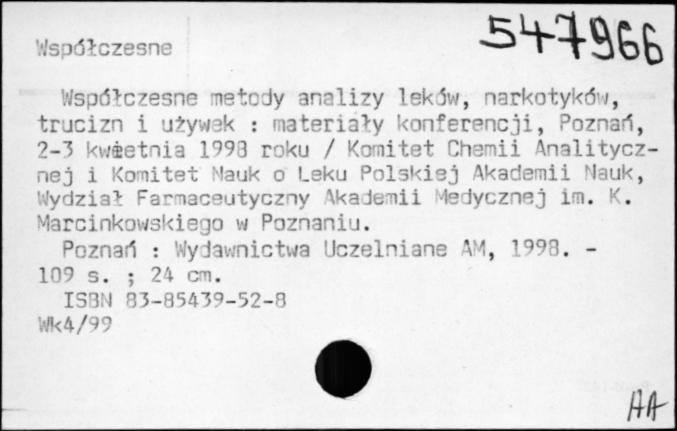 547966
Współczesne
Współczesne metody analizy leków, narkotyków,
trucizn i używek : materiały konferencji, Poznań,
2-3 kwietnia 1998 roku / Komitet Chemii Analitycz-
nej i Komitet Nauk o Leku Polskiej Akademii Nauk,
Wydział Farmaceutyczny Akademii Medycznej im. K.
Marcinkowskiego w Poznaniu.
Poznań : Wydawnictwa Uczelniane AM, 1998. -
109 s. ; 24 cm.
ISBN 83-85439-52-8
Wk4/99
HA